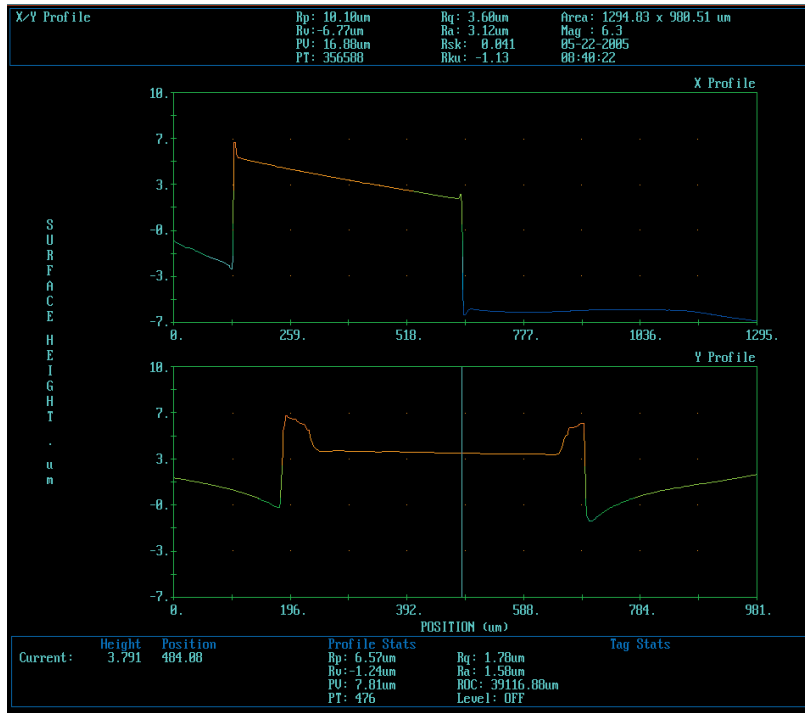 X/Y Profile
Rp: 10.10um Rq: 3.60um Area: 1294.83 x 980.51 um
Rv:-6.77um Ra: 3.12um Mag : 6.3
PV: 16.88um Rsk: 0.041 05-22-2005
PT: 356588 Rku: -1.13 08:40:22
X Profile
10.
7.
3.
-0.
-3.
-7.
0. 259. 518. 777. 1036. 1295.
SURFACE HEIGHT . um
Y Profile
10.
7.
3.
-0.
-3.
-7.
0. 196. 392. 588. 784. 981.
POSITION (um)
Height Position Profile Stats Tag Stats
Current: 3.791 484.08 Rp: 6.57um Rq: 1.78um
Rv:-1.24um Ra: 1.58um
PV: 7.81um ROC: 39116.88um
PT: 476 Level: OFF